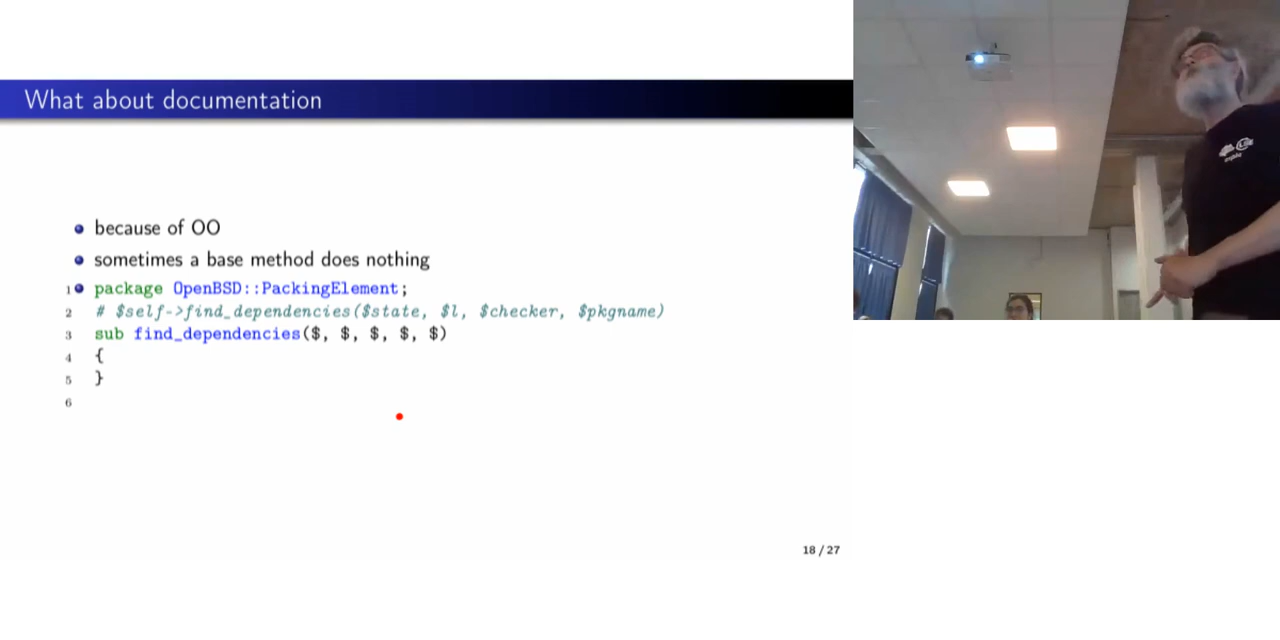 What about documentation
because of OO
sometimes a base method does nothing
1 package OpenBSD::PackingElement;
2 # $self->find_dependencies($state, $l, $checker, $pkgname)
3 sub find_dependencies($, $, $, $, $)
4 {
5 }
6
18 / 27
LSE